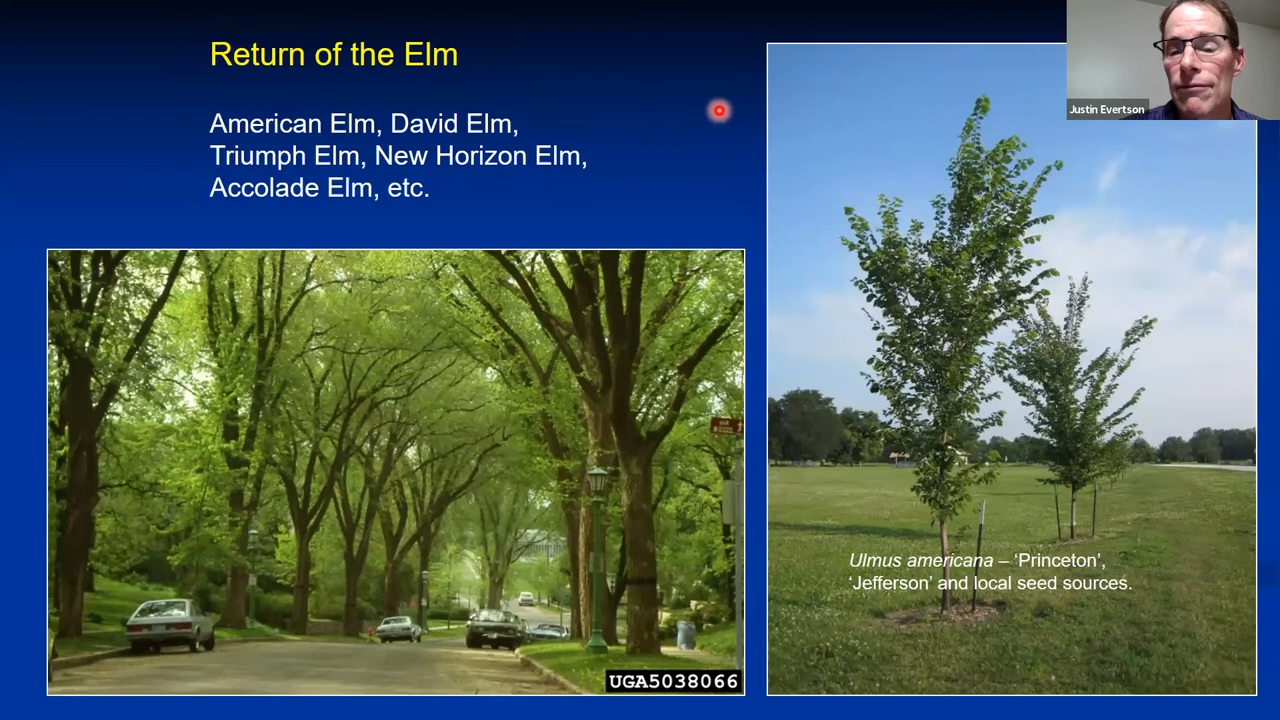 Return of the Elm
American Elm, David Elm,
Triumph Elm, New Horizon Elm,
Accolade Elm, etc.
Justin Evertson
Ulmus americana – ‘Princeton’,
‘Jefferson’ and local seed sources.
UGA5038066